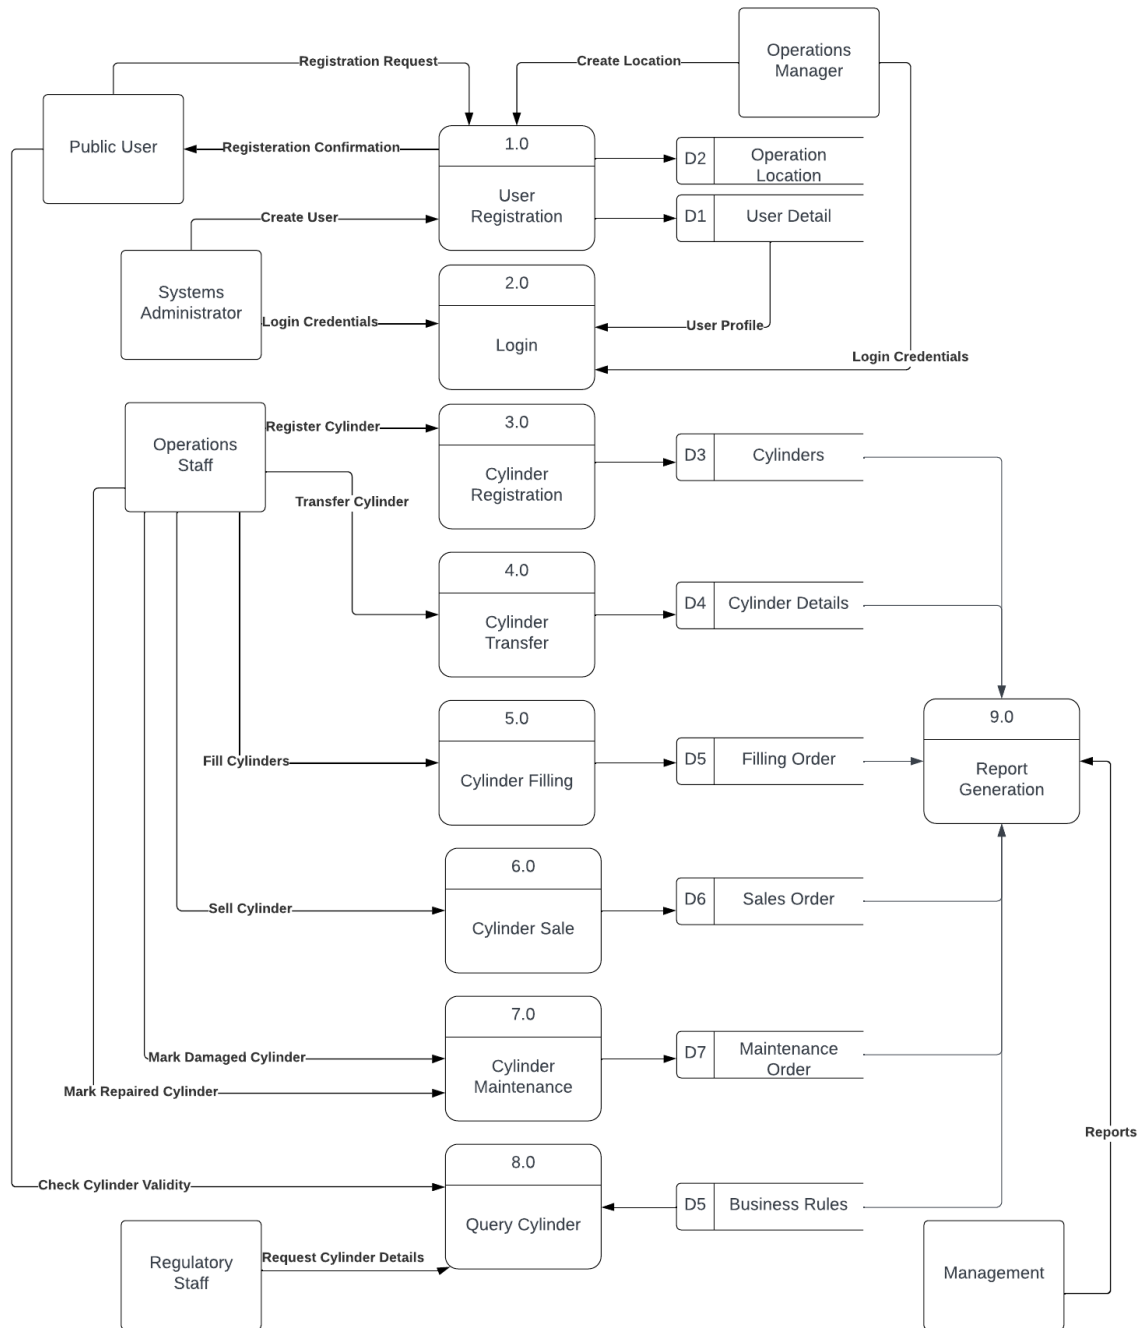 Operations
Manager
Registration Request
Create Location
Public User
Registeration Confirmation
1.0
User
Registration
D2
Operation
Location
D1
User Detail
Create User
Systems
Administrator
2.0
Login
Login Credentials
User Profile
Login Credentials
Operations
Staff
Register Cylinder
3.0
Cylinder
Registration
D3
Cylinders
Transfer Cylinder
4.0
Cylinder
Transfer
D4
Cylinder Details
5.0
Cylinder Filling
Fill Cylinders
D5
Filling Order
9.0
Report
Generation
6.0
Cylinder Sale
Sell Cylinder
D6
Sales Order
7.0
Cylinder
Maintenance
Mark Damaged Cylinder
Mark Repaired Cylinder
D7
Maintenance
Order
Reports
8.0
Query Cylinder
Check Cylinder Validity
D5
Business Rules
Regulatory
Staff
Request Cylinder Details
Management